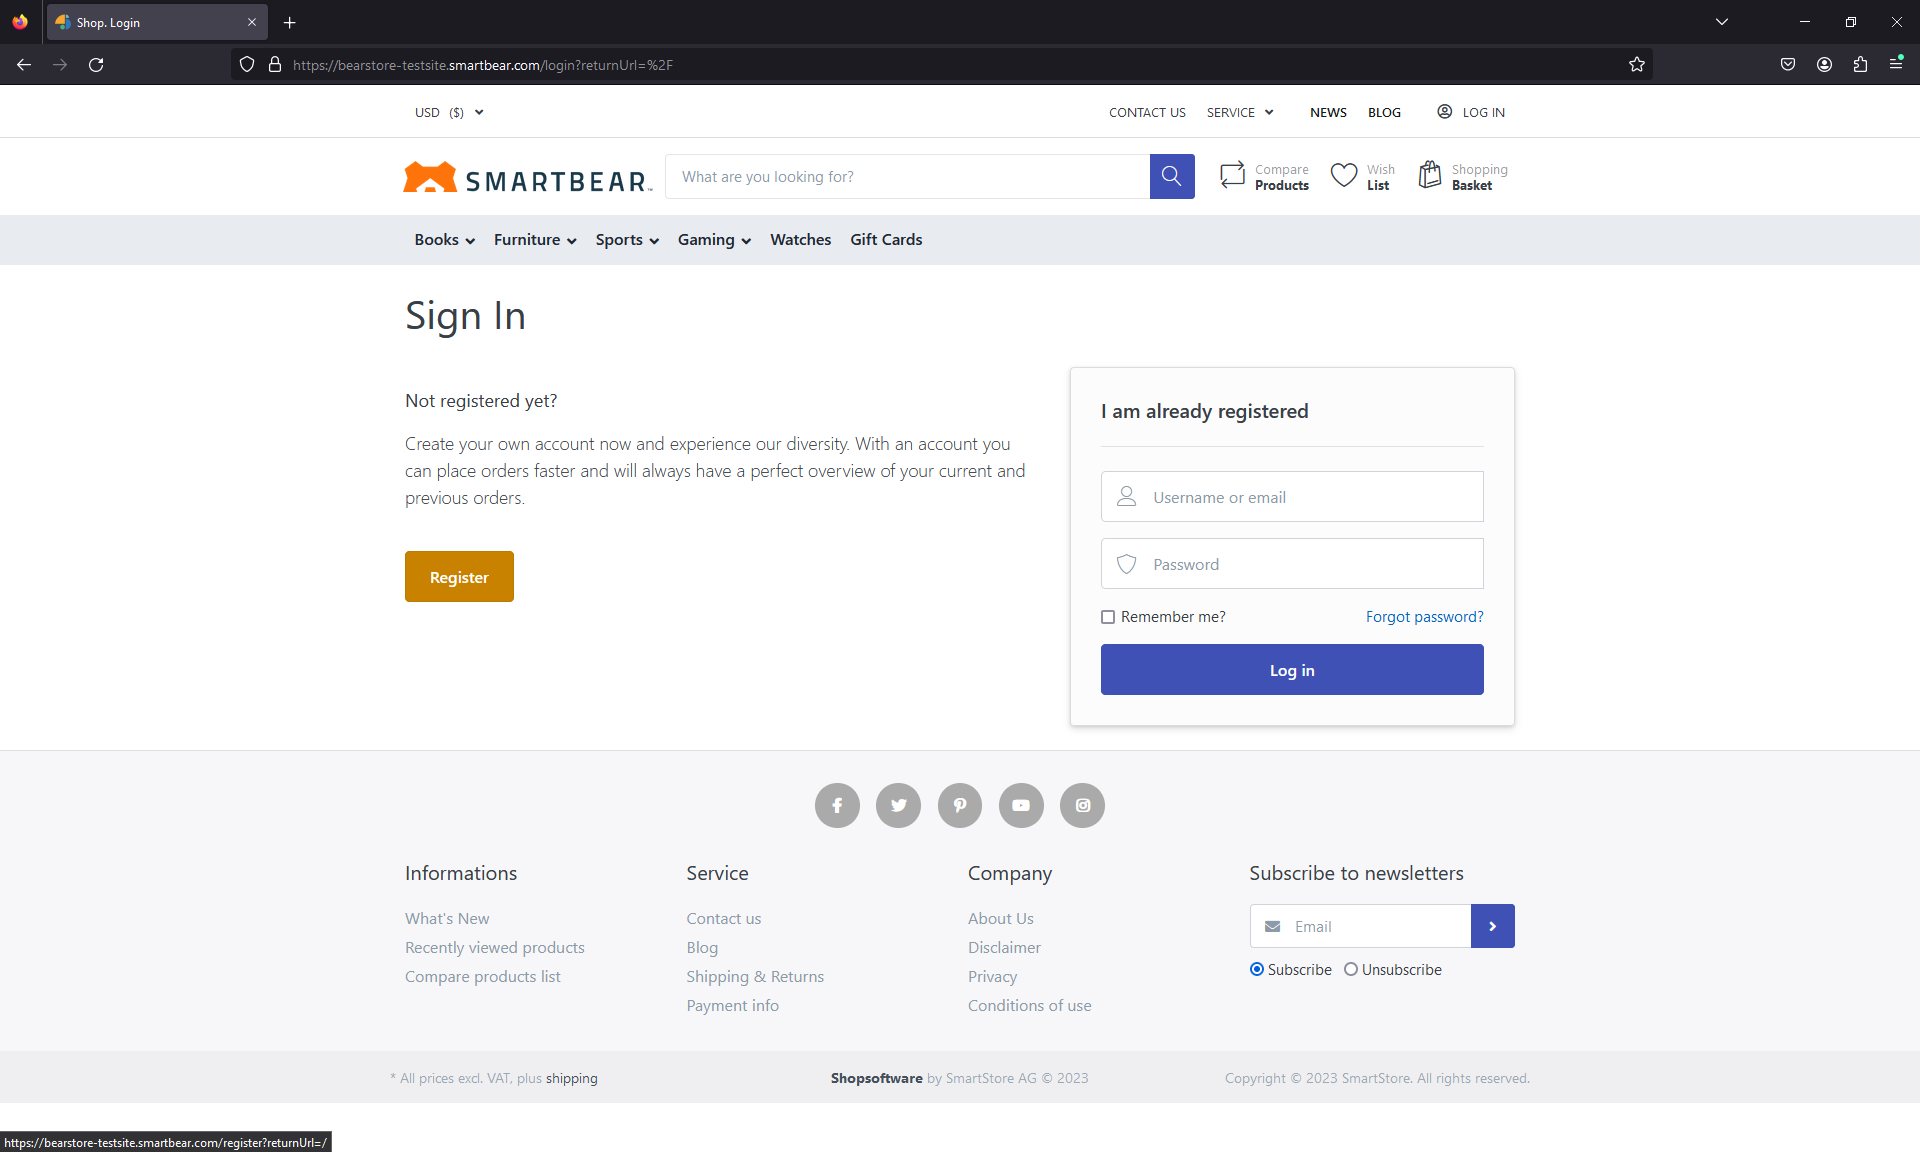 Shop. Login
https://bearstore-testsite.smartbear.com/login?returnUrl=%2F
USD ($)
CONTACT US SERVICE NEWS BLOG LOG IN
SMARTBEAR
What are you looking for?
Compare Products
Wish List
Shopping Basket
Books Furniture Sports Gaming Watches Gift Cards
Sign In
Not registered yet?
Create your own account now and experience our diversity. With an account you
can place orders faster and will always have a perfect overview of your current and
previous orders.
Register
I am already registered
Username or email
Password
Remember me? Forgot password?
Log in
Informations
What's New
Recently viewed products
Compare products list
Service
Contact us
Blog
Shipping & Returns
Payment info
Company
About Us
Disclaimer
Privacy
Conditions of use
Subscribe to newsletters
Email
Subscribe Unsubscribe
* All prices excl. VAT, plus shipping
Shopsoftware by SmartStore AG © 2023
Copyright © 2023 SmartStore. All rights reserved.
https://bearstore-testsite.smartbear.com/register?returnUrl=/